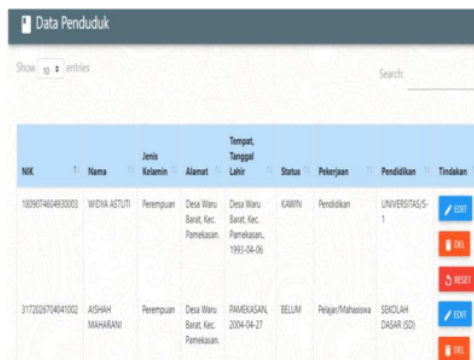 Data Penduduk
Show 10 entries
Search:
NIK Nama Jenis Kelamin Alamat Tempat, Tanggal Lahir Status Pekerjaan Pendidikan Tindakan
1809074604930003 WIDYA ASTUTI Perempuan Desa Waru Barat, Kec. Pamekasan. Desa Waru Barat, Kec. Pamekasan., 1993-04-06 KAWIN Pendidikan UNIVERSITAS/S-1 EDIT
DEL
RESET
3172026704041002 AISHAH MAHARANI Perempuan Desa Waru Barat, Kec. Pamekasan. PAMEKASAN, 2004-04-27 BELUM Pelajar/Mahasiswa SEKOLAH DASAR (SD) EDIT
DEL